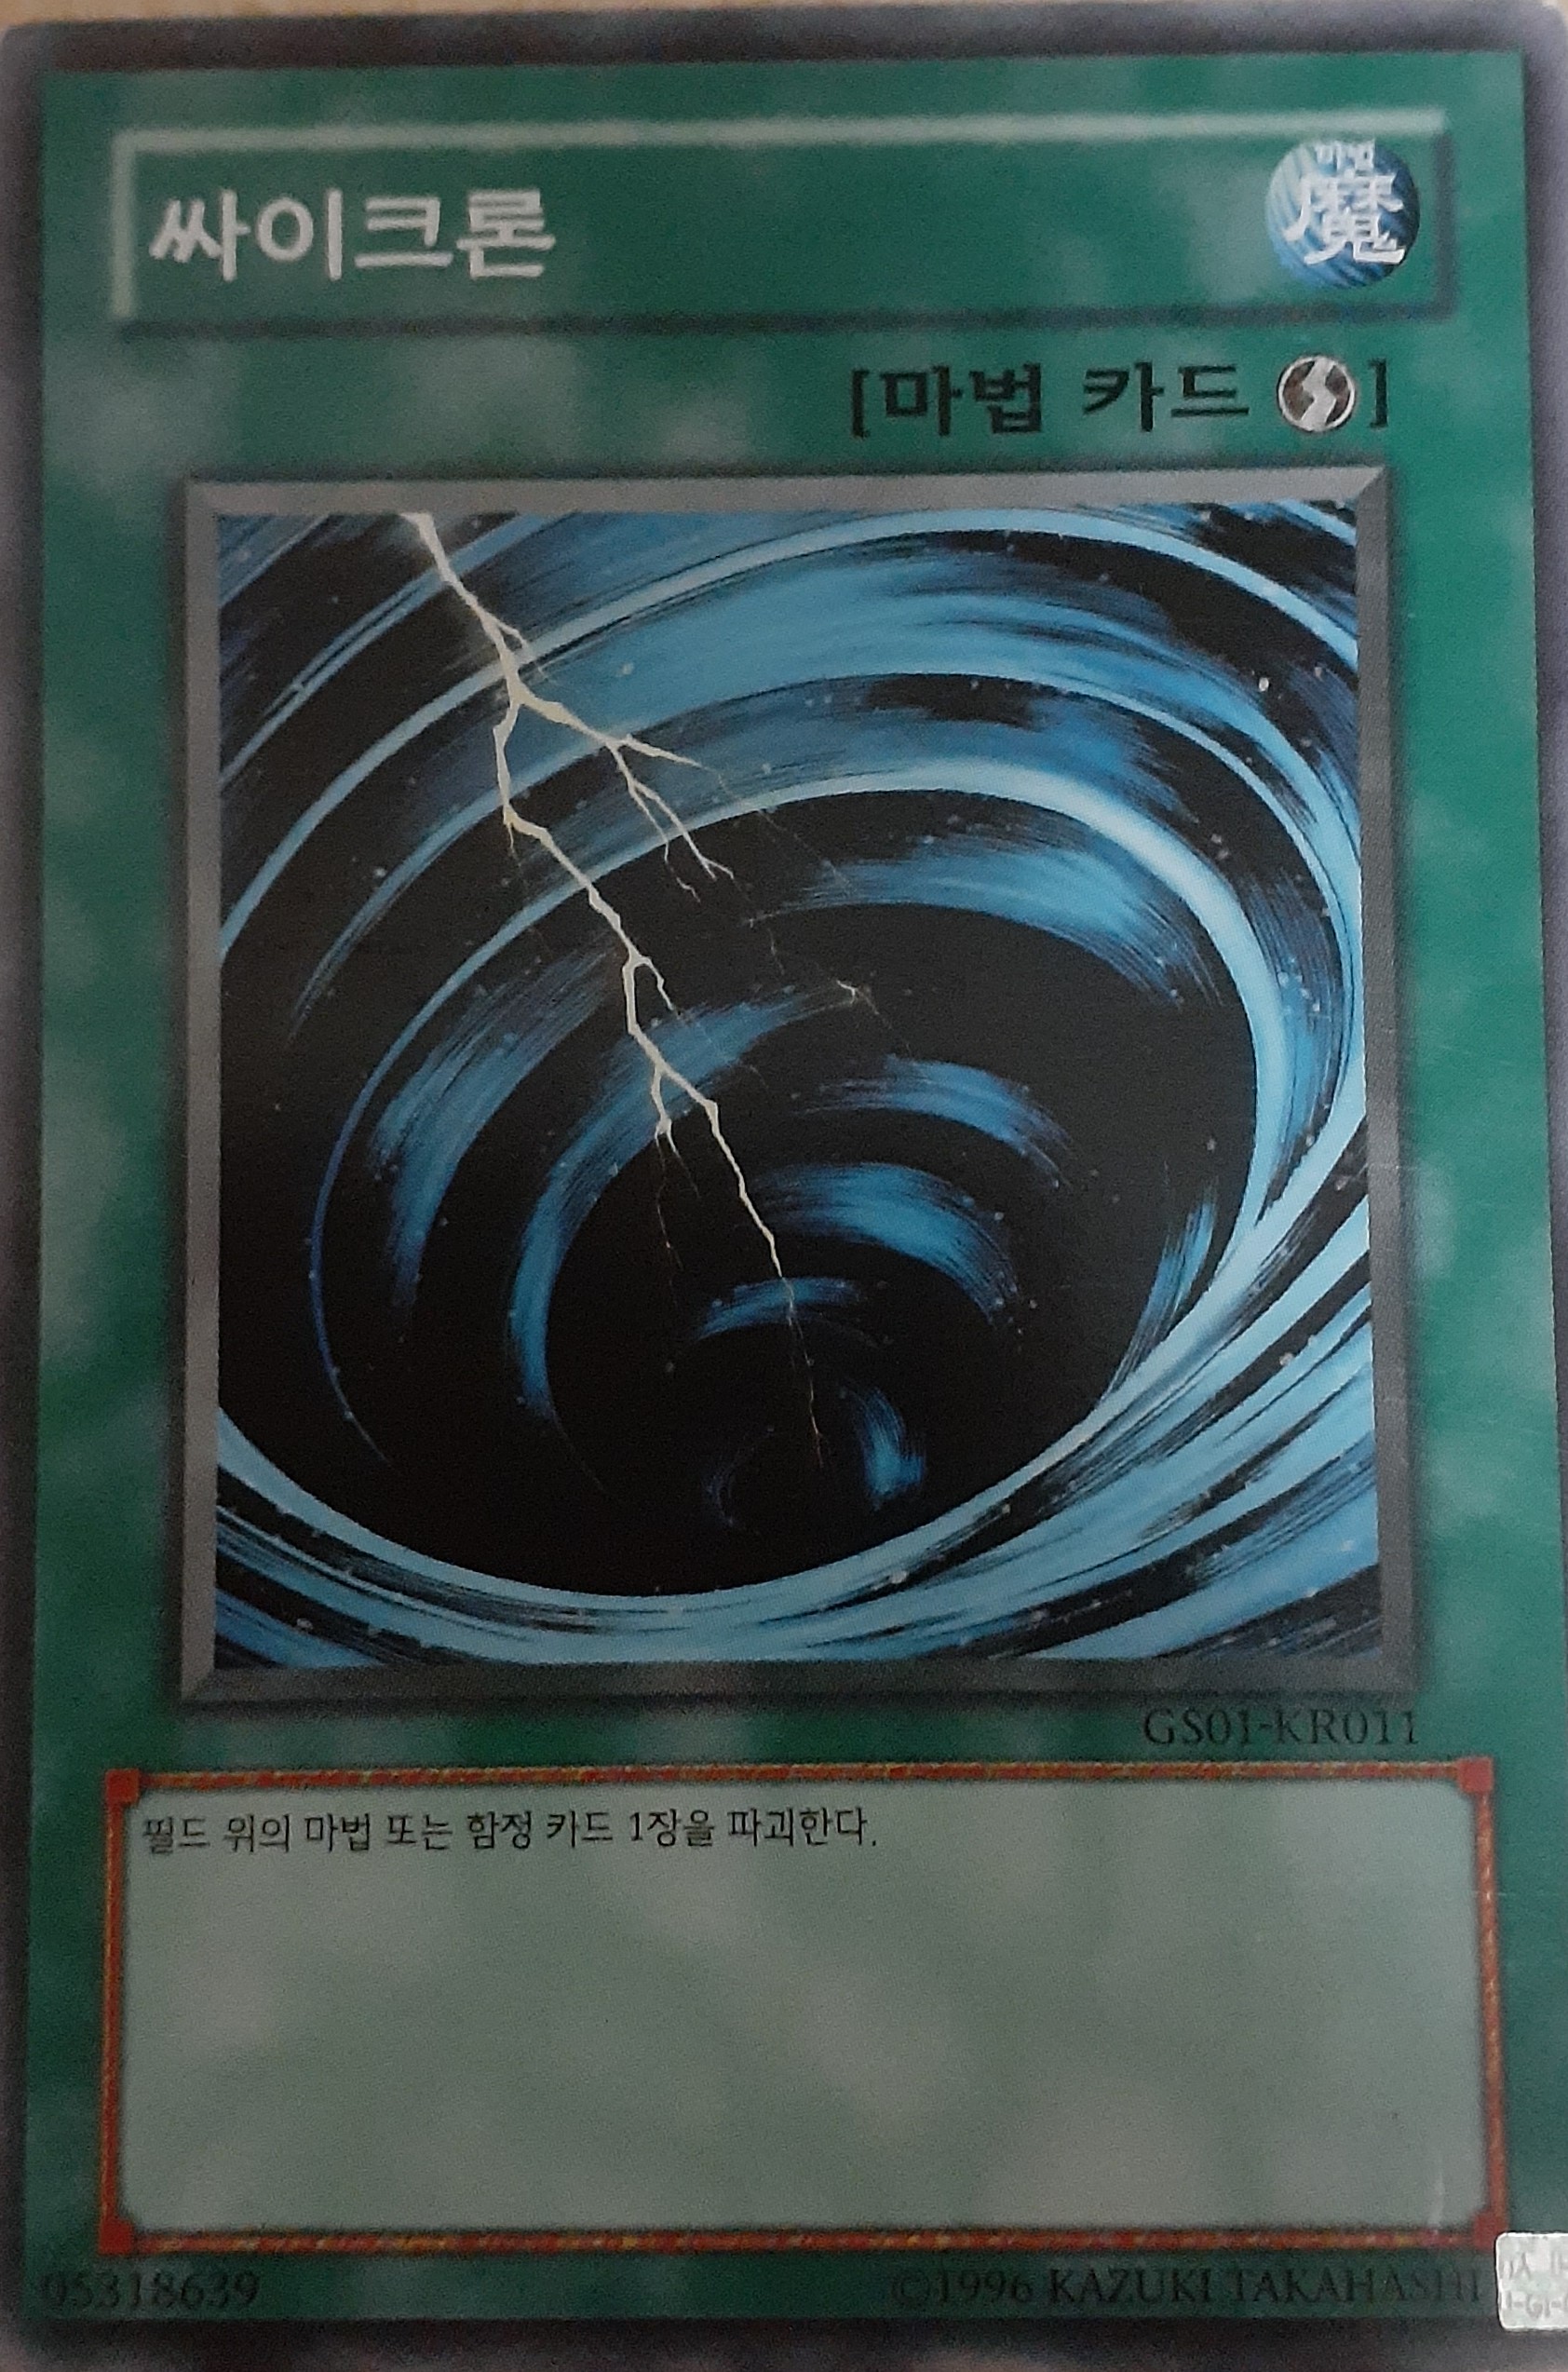 싸이크론
마법
魔
[마법 카드]
GS01-KR011
필드 위의 마법 또는 함정 카드 1장을 파괴한다.
05318639
©1996 KAZUKI TAKAHASHI